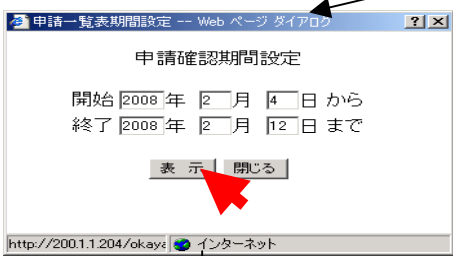 申請一覧表期間設定 -- Web ページ ダイアログ
申請確認期間設定
開始 2008 年 2 月 4 日 から
終了 2008 年 2 月 12 日 まで
表 示 閉じる
http://200.1.1.204/okaya インターネット